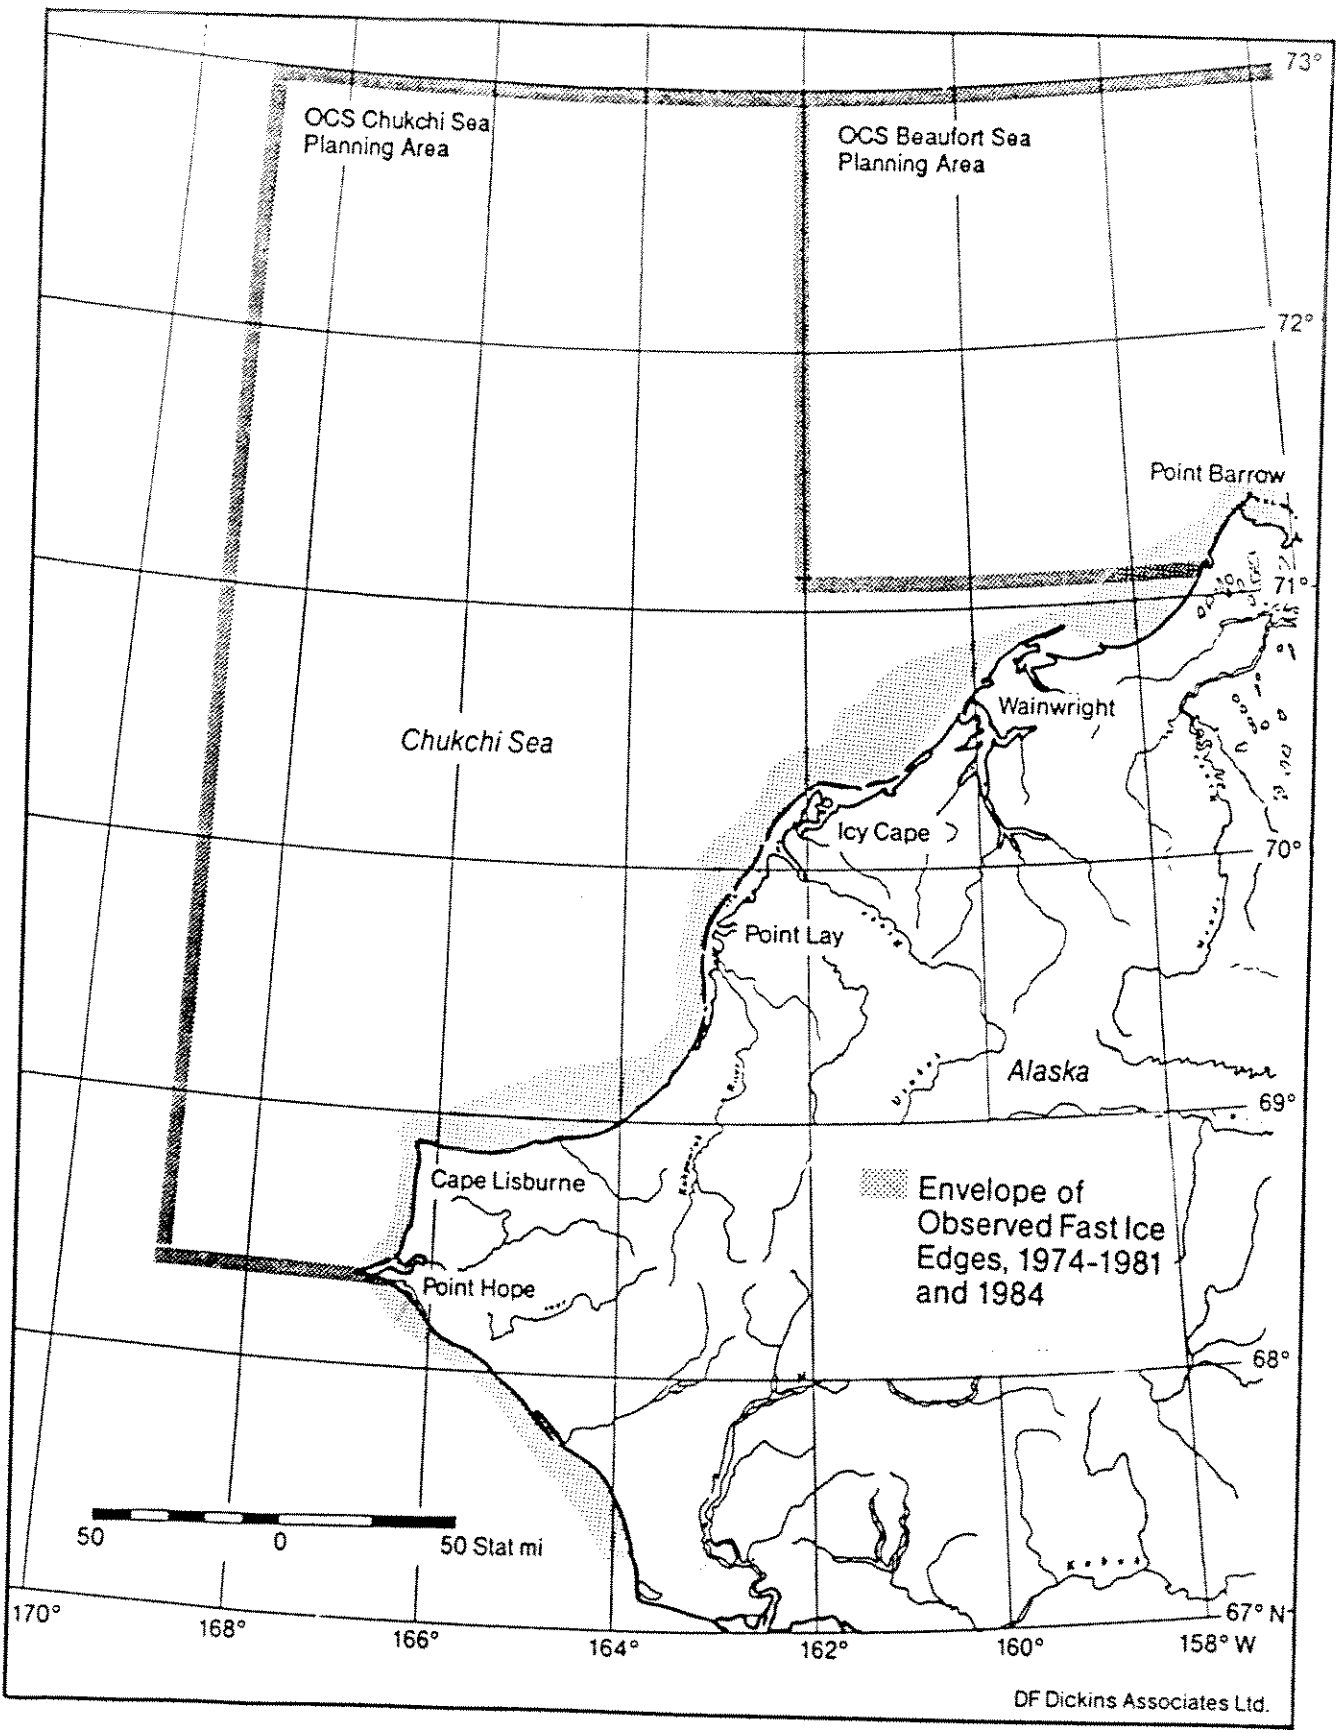 73°
OCS Chukchi Sea
Planning Area
OCS Beaufort Sea
Planning Area
72°
Point Barrow
71°
Wainwright
Chukchi Sea
Icy Cape
70°
Point Lay
Alaska
69°
Cape Lisburne
Envelope of
Observed Fast Ice
Edges, 1974-1981
and 1984
Point Hope
68°
50 0 50 Stat mi
67° N
170° 168° 166° 164° 162° 160° 158° W
DF Dickins Associates Ltd.